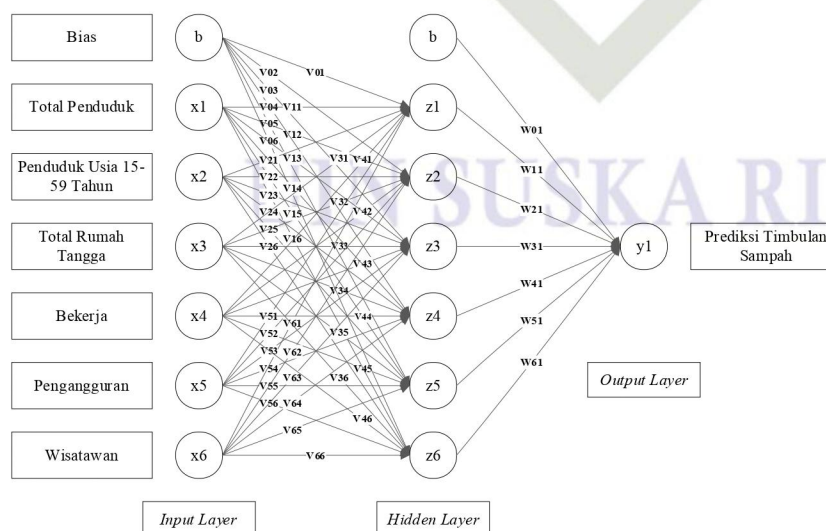 Bias
b
b
V01
V02
V03
V04
V11
V05
V06
Total Penduduk
x1
z1
V12
W01
V21
V13
V31
V41
W11
Penduduk Usia 15-
59 Tahun
x2
z2
V22
V14
V23
V32
V42
W21
V24
V15
V25
V16
V26
V33
UIN SUSKA RI
Total Rumah
Tangga
x3
z3
W31
y1
Prediksi Timbulan
Sampah
V43
V34
W41
Bekerja
x4
z4
V51
V61
V44
V52
V35
W51
V53
V62
V54
V63
V45
Pengangguran
x5
z5
V55
V36
W61
Output Layer
V56
V64
V46
V65
Wisatawan
x6
z6
V66
Input Layer
Hidden Layer